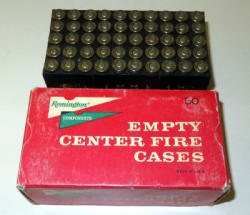 50
Remington®
COMPONENTS
EMPTY
CENTER FIRE
CASES